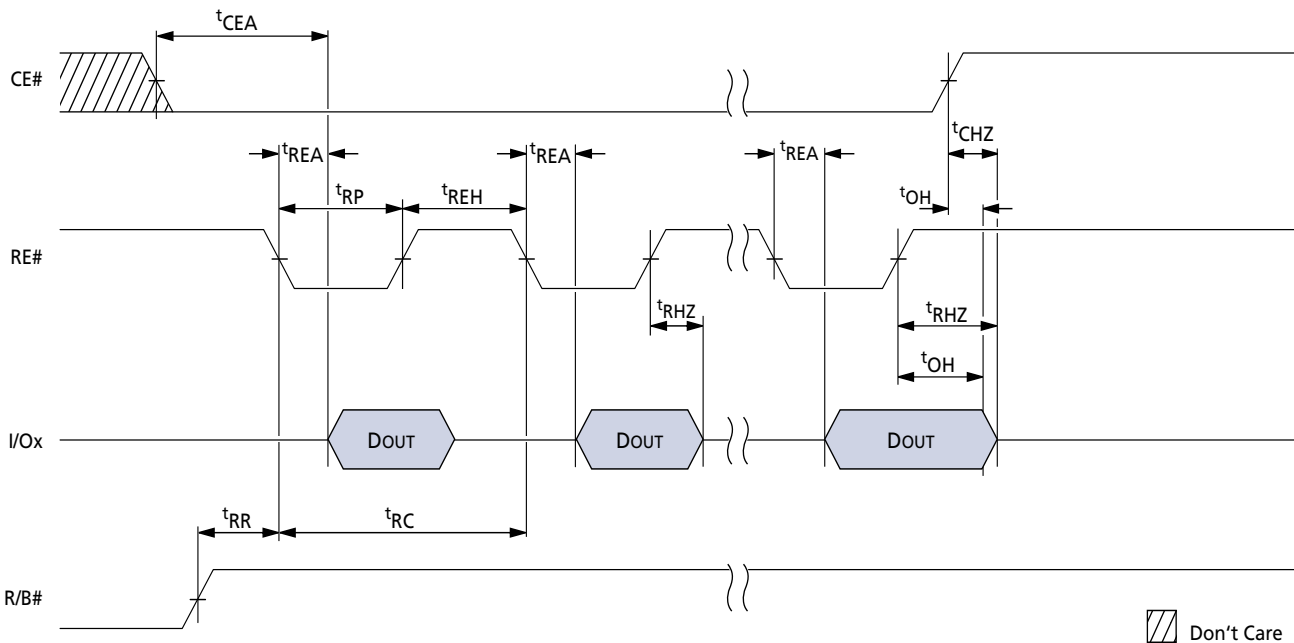 tCEA
CE#
tCHZ
tREA tREA tREA
tOH
tRP tREH
RE#
tRHZ tRHZ
tOH
I/Ox DOUT DOUT DOUT
tRR tRC
R/B#
Don't Care